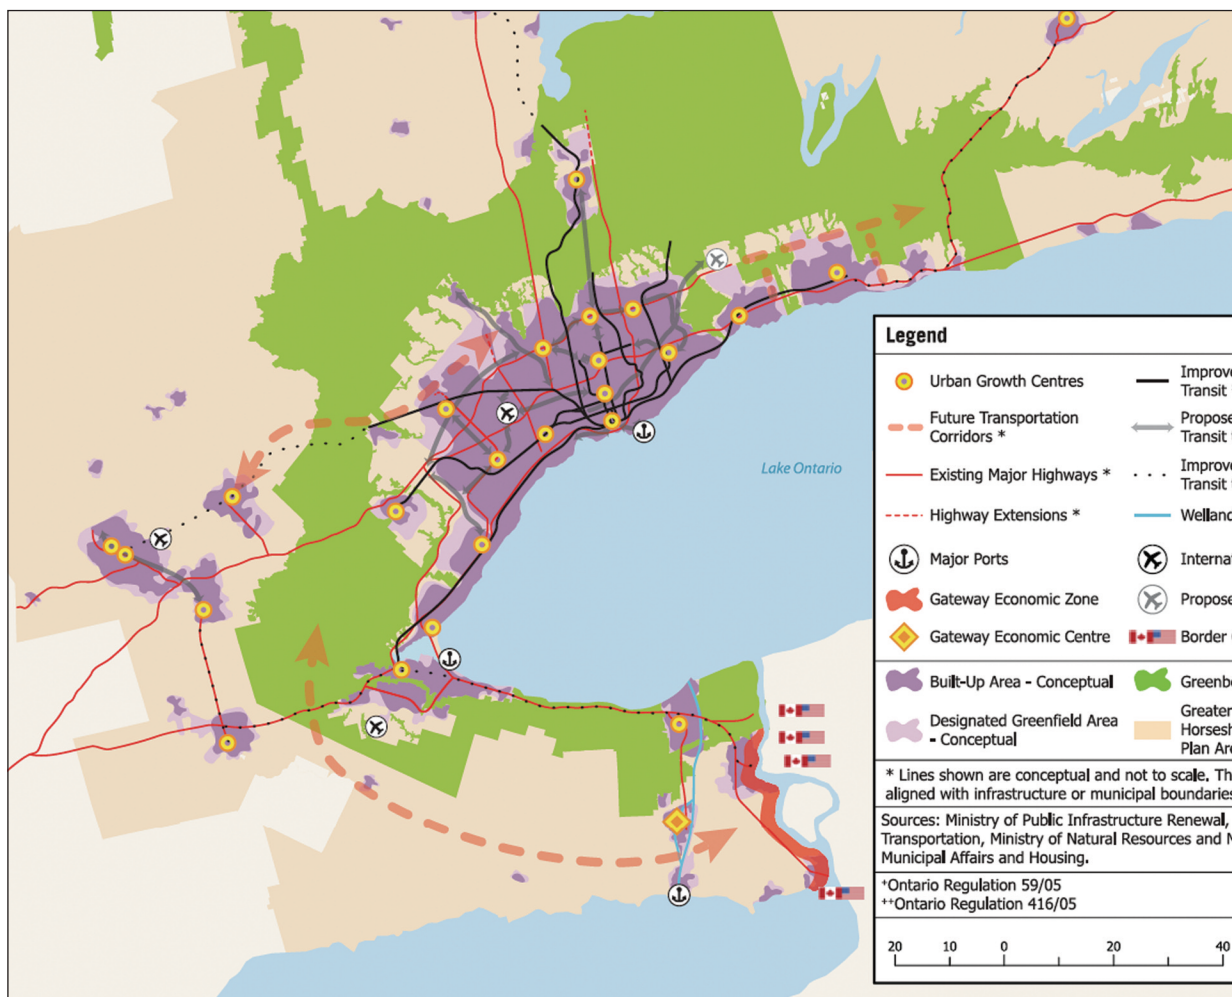 Lake Ontario
Legend
Urban Growth Centres
Future Transportation
Corridors *
Existing Major Highways *
Highway Extensions *
Major Ports
Gateway Economic Zone
Gateway Economic Centre
Built-Up Area - Conceptual
Designated Greenfield Area
- Conceptual
Improve
Transit
Propose
Transit
Improve
Transit
Welland
Interna
Propose
Border
Greenb
Greater
Horsesh
Plan Are
* Lines shown are conceptual and not to scale. Th
aligned with infrastructure or municipal boundaries
Sources: Ministry of Public Infrastructure Renewal,
Transportation, Ministry of Natural Resources and
Municipal Affairs and Housing.
+Ontario Regulation 59/05
++Ontario Regulation 416/05
20 10 0 20 40